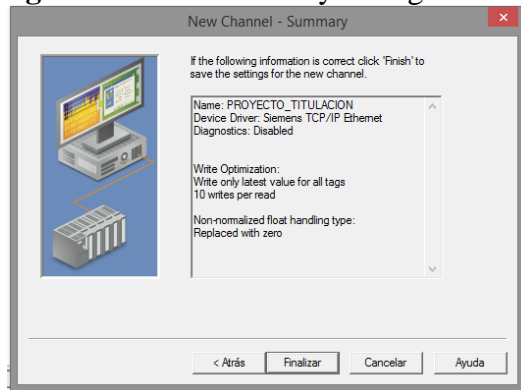 New Channel - Summary
If the following information is correct click 'Finish' to
save the settings for the new channel.
Name: PROYECTO_TITULACION
Device Driver: Siemens TCP/IP Ethernet
Diagnostics: Disabled
Write Optimization:
Write only latest value for all tags
10 writes per read
Non-normalized float handling type:
Replaced with zero
< Atrás Finalizar Cancelar Ayuda